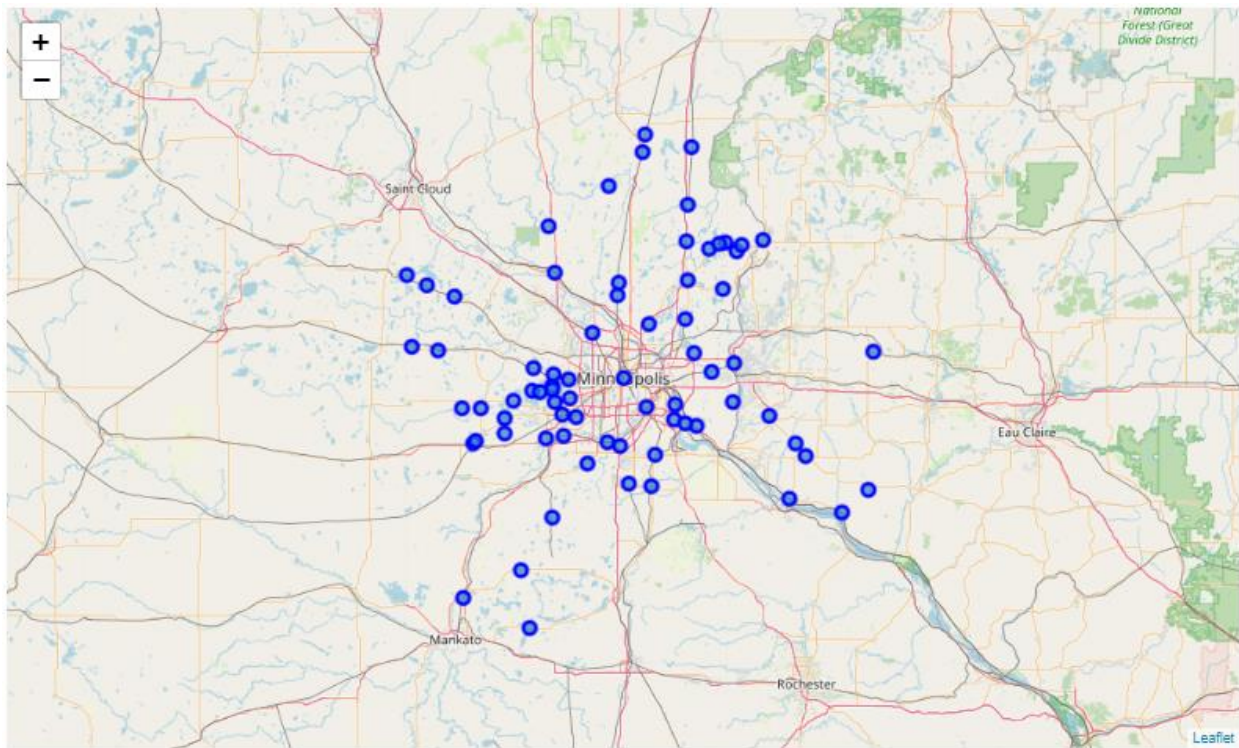 National
Forest (Great
Divide District)
+
−
Saint Cloud
Minneapolis
Eau Claire
Mankato
Rochester
Leaflet